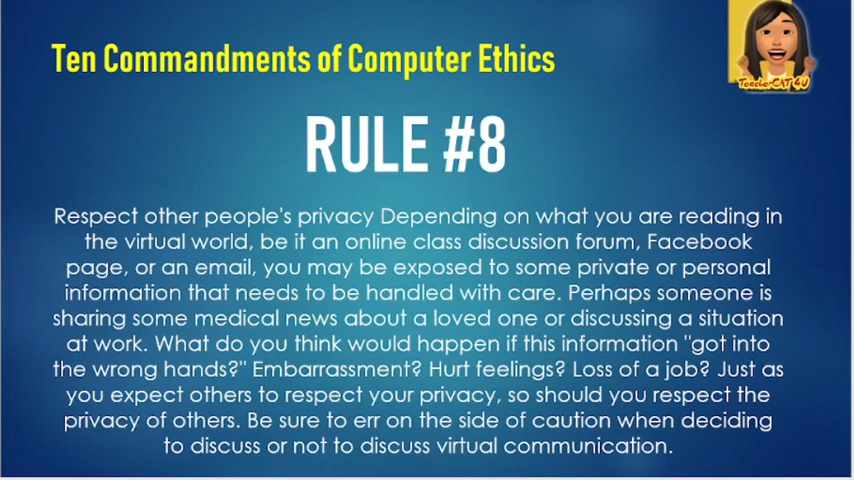 Ten Commandments of Computer Ethics
TeacherCAT4U
RULE #8
Respect other people's privacy Depending on what you are reading in
the virtual world, be it an online class discussion forum, Facebook
page, or an email, you may be exposed to some private or personal
information that needs to be handled with care. Perhaps someone is
sharing some medical news about a loved one or discussing a situation
at work. What do you think would happen if this information "got into
the wrong hands?" Embarrassment? Hurt feelings? Loss of a job? Just as
you expect others to respect your privacy, so should you respect the
privacy of others. Be sure to err on the side of caution when deciding
to discuss or not to discuss virtual communication.